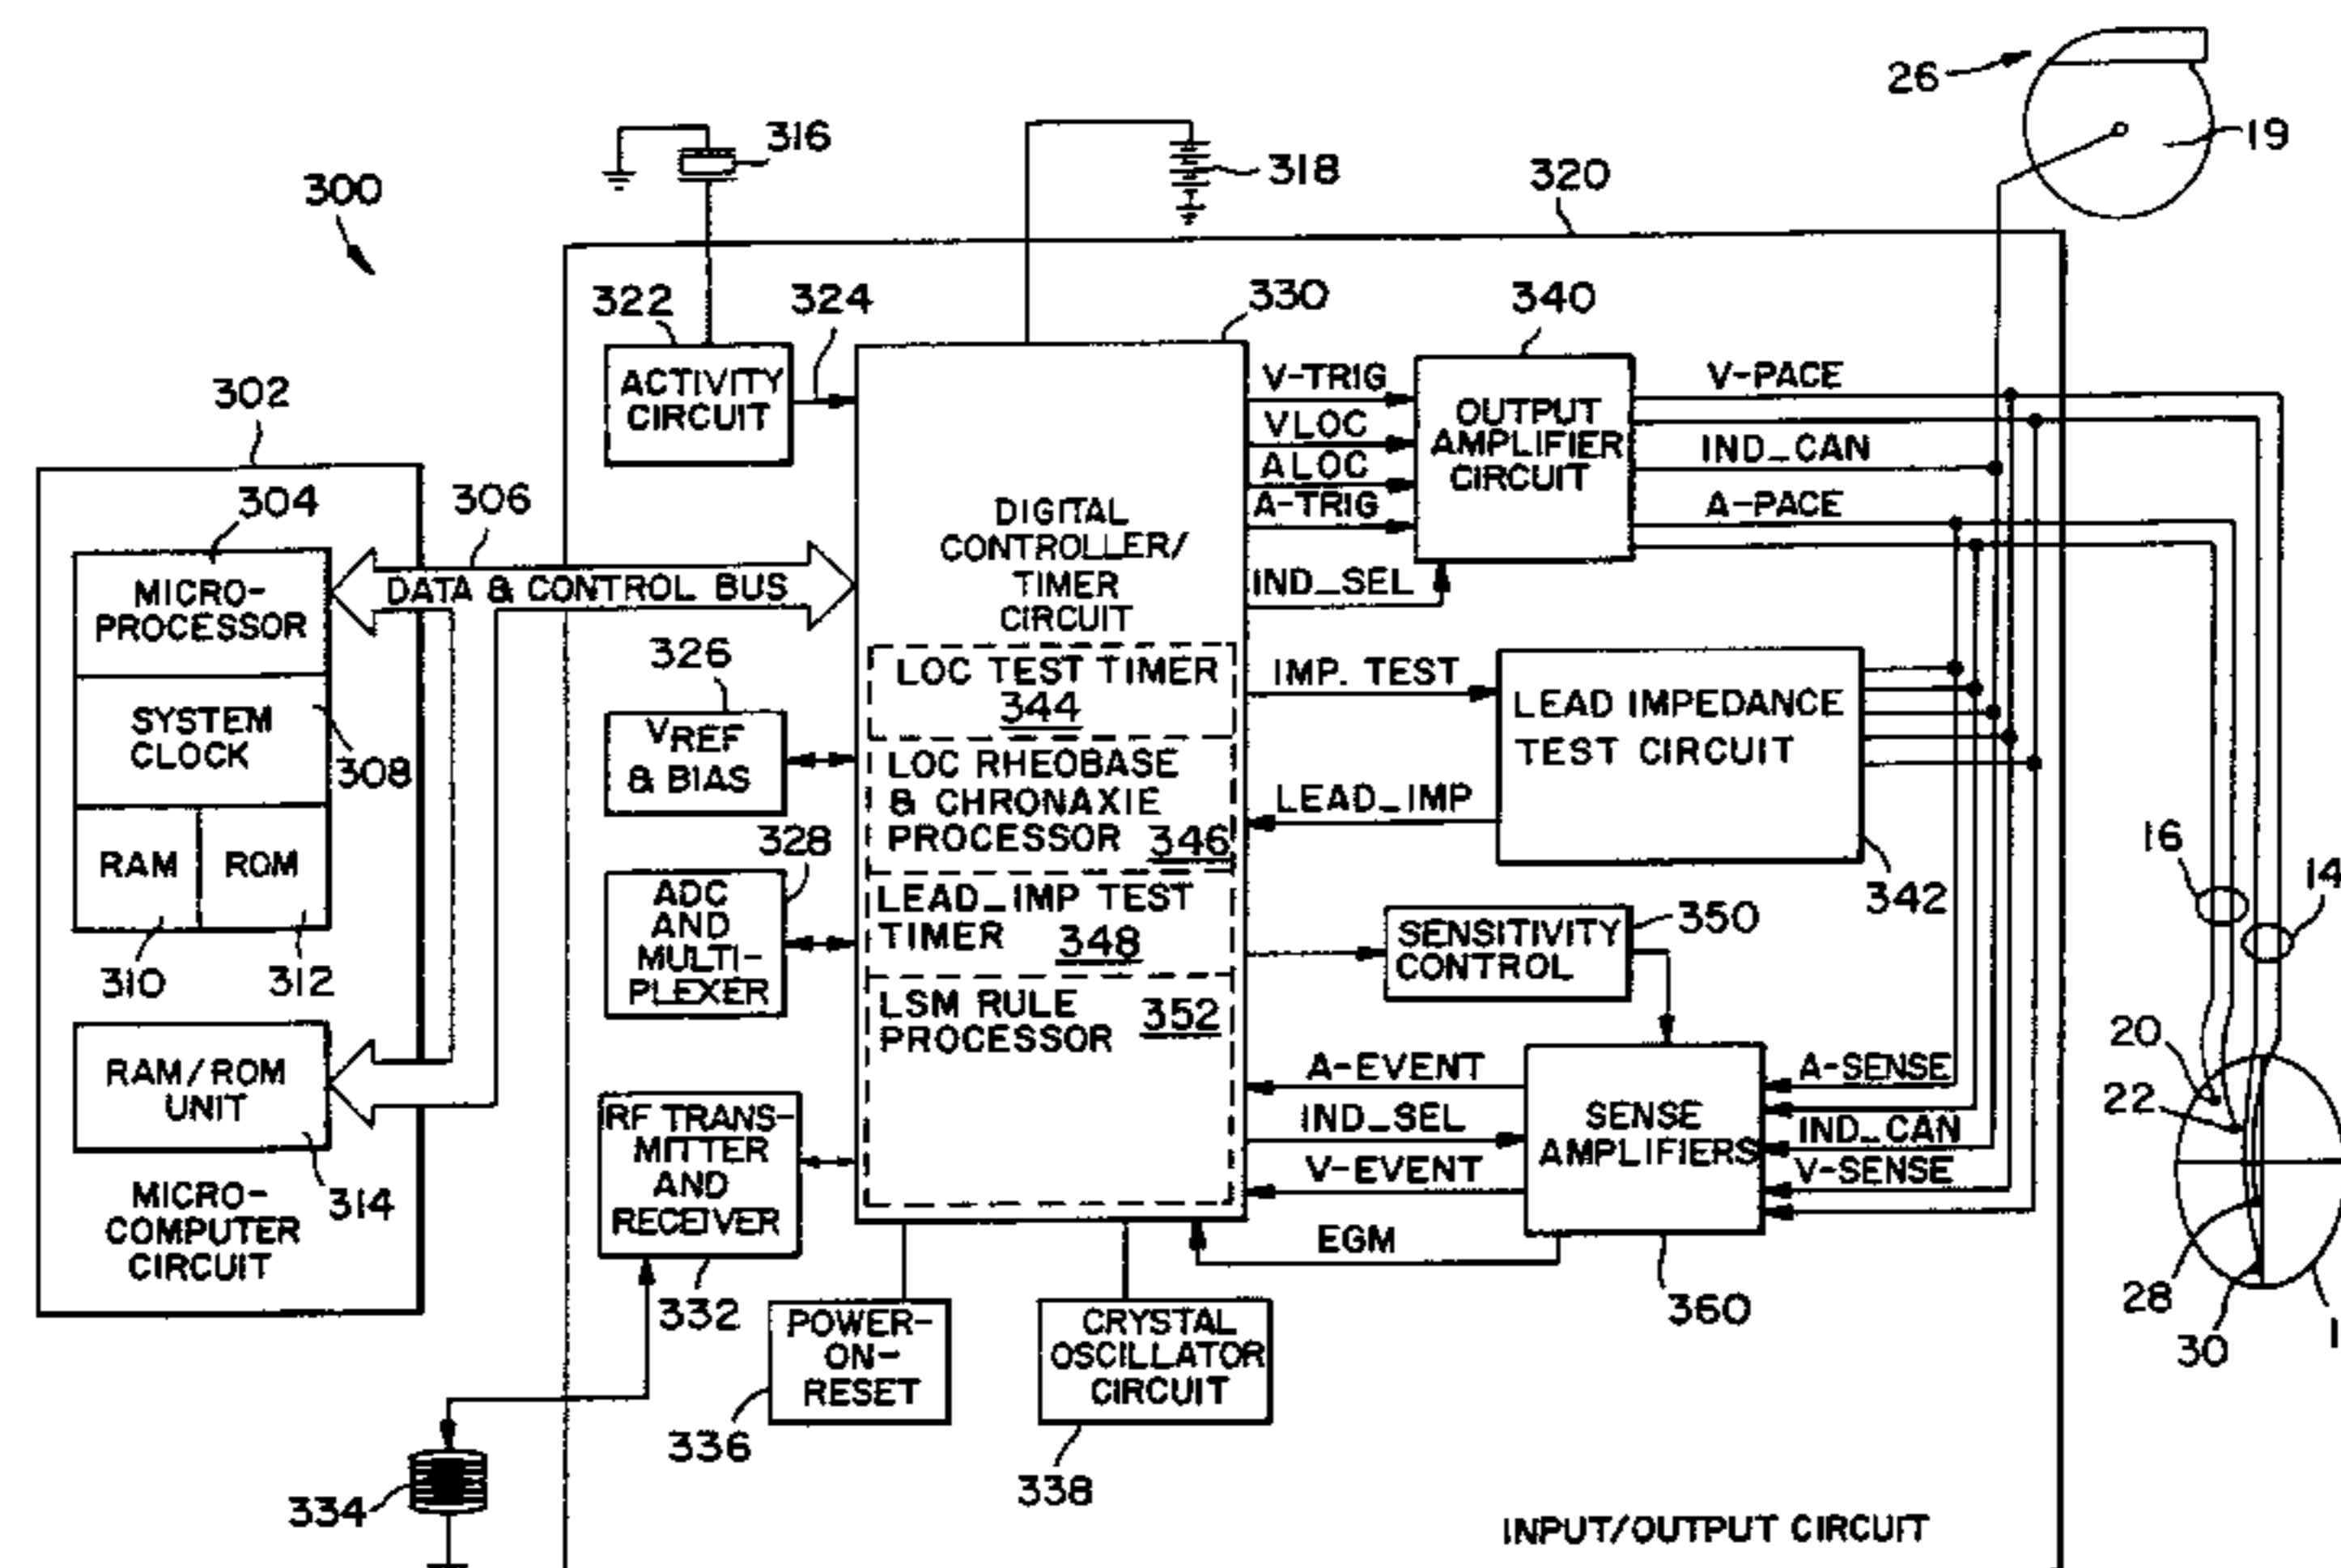 26
19
316
318
300
320
322
324
330
340
ACTIVITY
CIRCUIT
V-TRIG
VLOC
ALOC
A-TRIG
IND_SEL
OUTPUT
AMPLIFIER
CIRCUIT
V-PACE
IND_CAN
A-PACE
302
304
306
MICRO-
PROCESSOR
DATA & CONTROL BUS
SYSTEM
CLOCK
308
RAM
ROM
310
312
RAM/ROM
UNIT
314
MICRO-
COMPUTER
CIRCUIT
DIGITAL
CONTROLLER/
TIMER
CIRCUIT
LOC TEST TIMER
344
LOC RHEOBASE
& CHRONAXIE
PROCESSOR 346
LEAD_IMP TEST
TIMER 348
LSM RULE
PROCESSOR 352
326
VREF
& BIAS
328
ADC
AND
MULTI-
PLEXER
RF TRANS-
MITTER
AND
RECEIVER
332
334
POWER-
ON-
RESET
336
CRYSTAL
OSCILLATOR
CIRCUIT
338
IMP. TEST
LEAD_IMP
LEAD IMPEDANCE
TEST CIRCUIT
342
SENSITIVITY
CONTROL
350
A-EVENT
IND_SEL
V-EVENT
EGM
SENSE
AMPLIFIERS
360
A-SENSE
IND_CAN
V-SENSE
16
14
20
22
28
30
INPUT/OUTPUT CIRCUIT